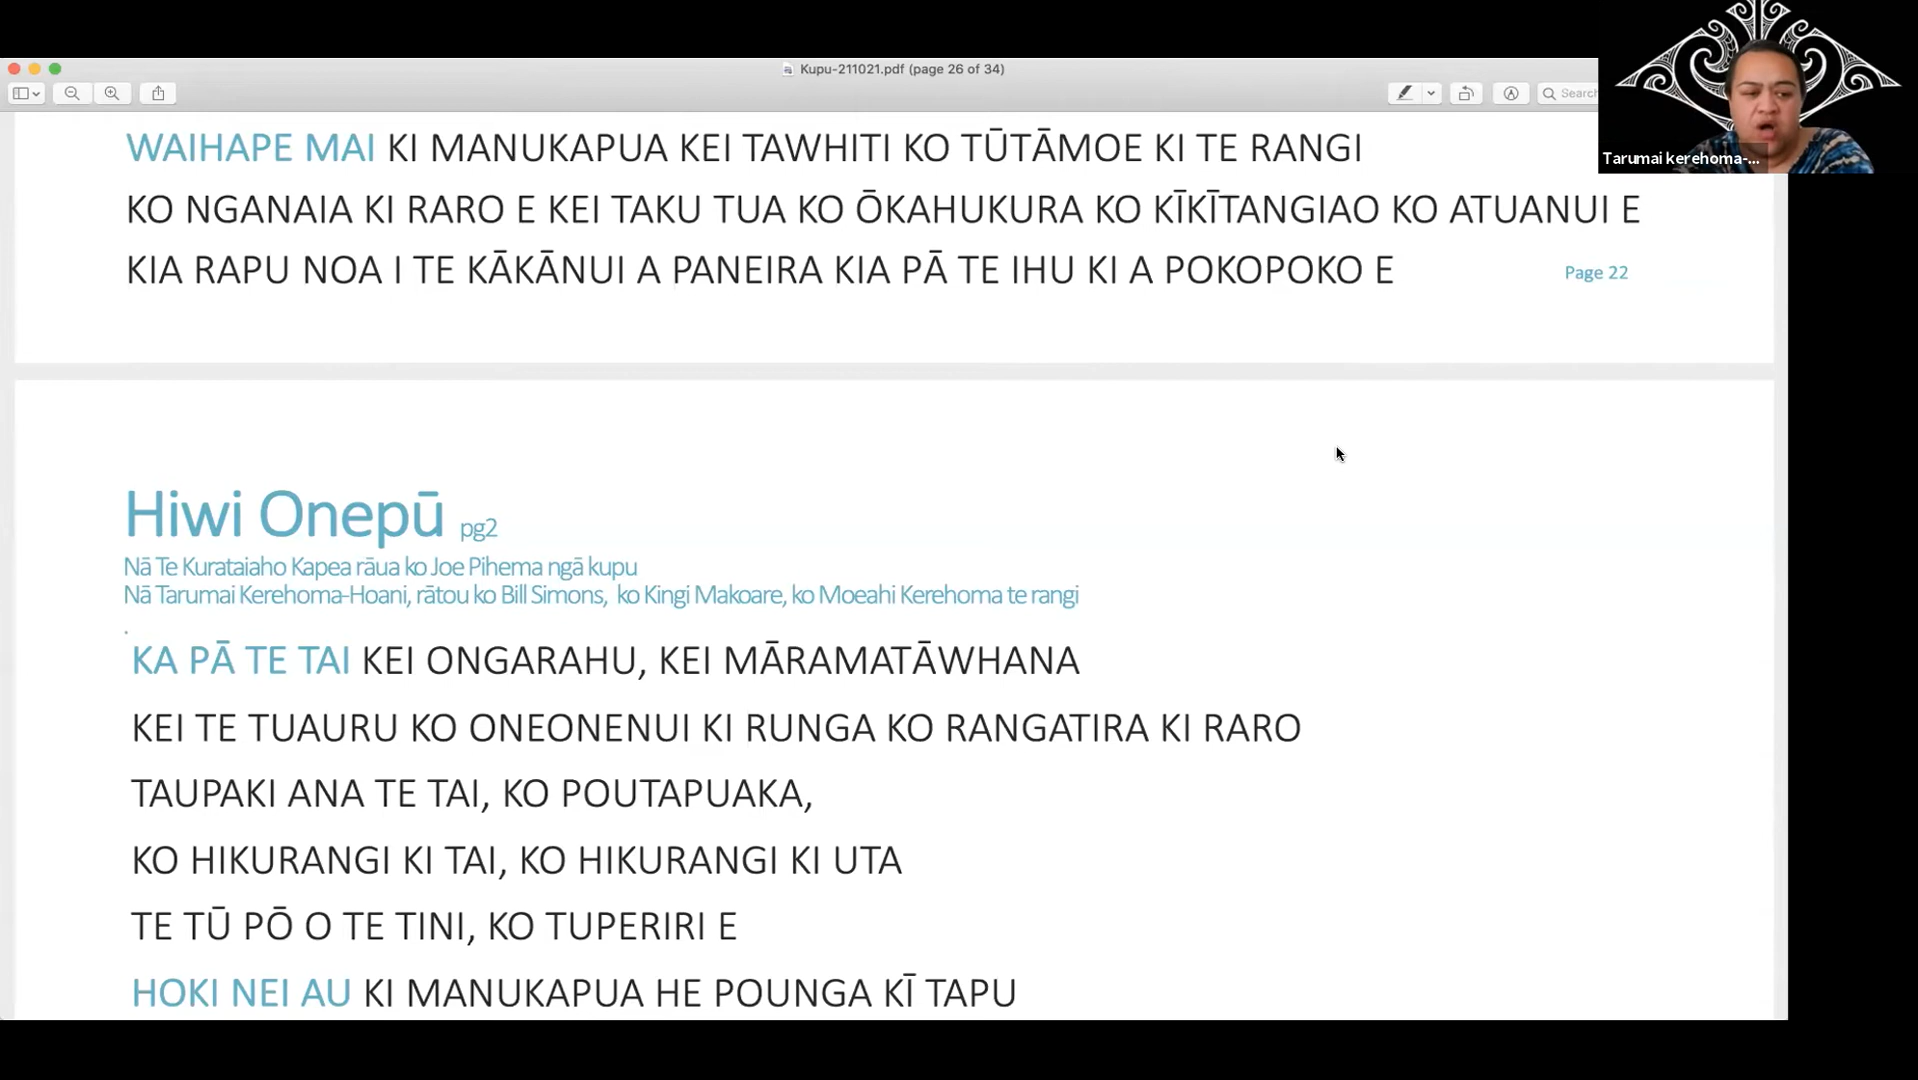 Kupu-211021.pdf (page 26 of 34)
Search
Tarumai kerehoma-...
WAIHAPE MAI KI MANUKAPUA KEI TAWHITI KO TŪTĀMOE KI TE RANGI
KO NGANAIA KI RARO E KEI TAKU TUA KO ŌKAHUKURA KO KĪKĪTANGIAO KO ATUANUI E
KIA RAPU NOA I TE KĀKĀNUI A PANEIRA KIA PĀ TE IHU KI A POKOPOKO E
Page 22
Hiwi Onepū pg2
Nā Te Kurataiaho Kapea rāua ko Joe Pihema ngā kupu
Nā Tarumai Kerehoma-Hoani, rātou ko Bill Simons, ko Kingi Makoare, ko Moeahi Kerehoma te rangi
KA PĀ TE TAI KEI ONGARAHU, KEI MĀRAMATĀWHANA
KEI TE TUAURU KO ONEONENUI KI RUNGA KO RANGATIRA KI RARO
TAUPAKI ANA TE TAI, KO POUTAPUAKA,
KO HIKURANGI KI TAI, KO HIKURANGI KI UTA
TE TŪ PŌ O TE TINI, KO TUPERIRI E
HOKI NEI AU KI MANUKAPUA HE POUNGA KĪ TAPU